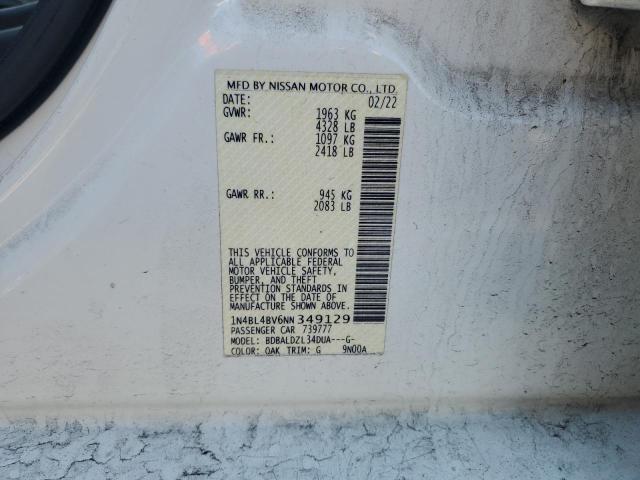 MFD BY NISSAN MOTOR CO., LTD.
DATE: 02/22
GVWR: 1963 KG
4328 LB
GAWR FR.: 1097 KG
2418 LB
GAWR RR.: 945 KG
2083 LB
THIS VEHICLE CONFORMS TO
ALL APPLICABLE FEDERAL
MOTOR VEHICLE SAFETY,
BUMPER, AND THEFT
PREVENTION STANDARDS IN
EFFECT ON THE DATE OF
MANUFACTURE SHOWN ABOVE.
1N4BL4BV6NN 349129
PASSENGER CAR 739777
MODEL: BDBALDZL34DUA---G-
COLOR: QAK TRIM: G 9N00A